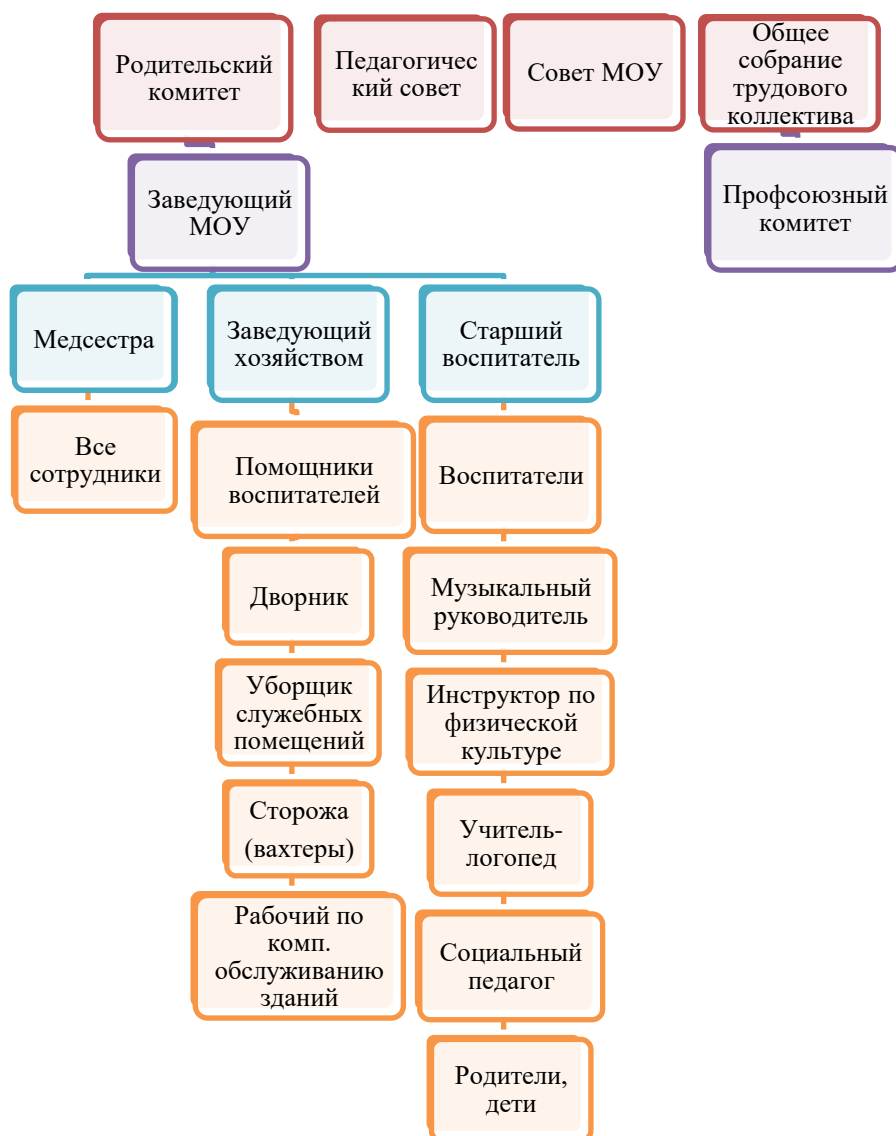 Родительский
комитет
Педагогичес
кий совет
Совет МОУ
Общее
собрание
трудового
коллектива
Заведующий
МОУ
Профсоюзный
комитет
Медсестра
Заведующий
хозяйством
Старший
воспитатель
Все
сотрудники
Помощники
воспитателей
Воспитатели
Дворник
Музыкальный
руководитель
Уборщик
служебных
помещений
Инструктор по
физической
культуре
Сторожа
(вахтеры)
Учитель-
логопед
Рабочий по
комп.
обслуживанию
зданий
Социальный
педагог
Родители,
дети